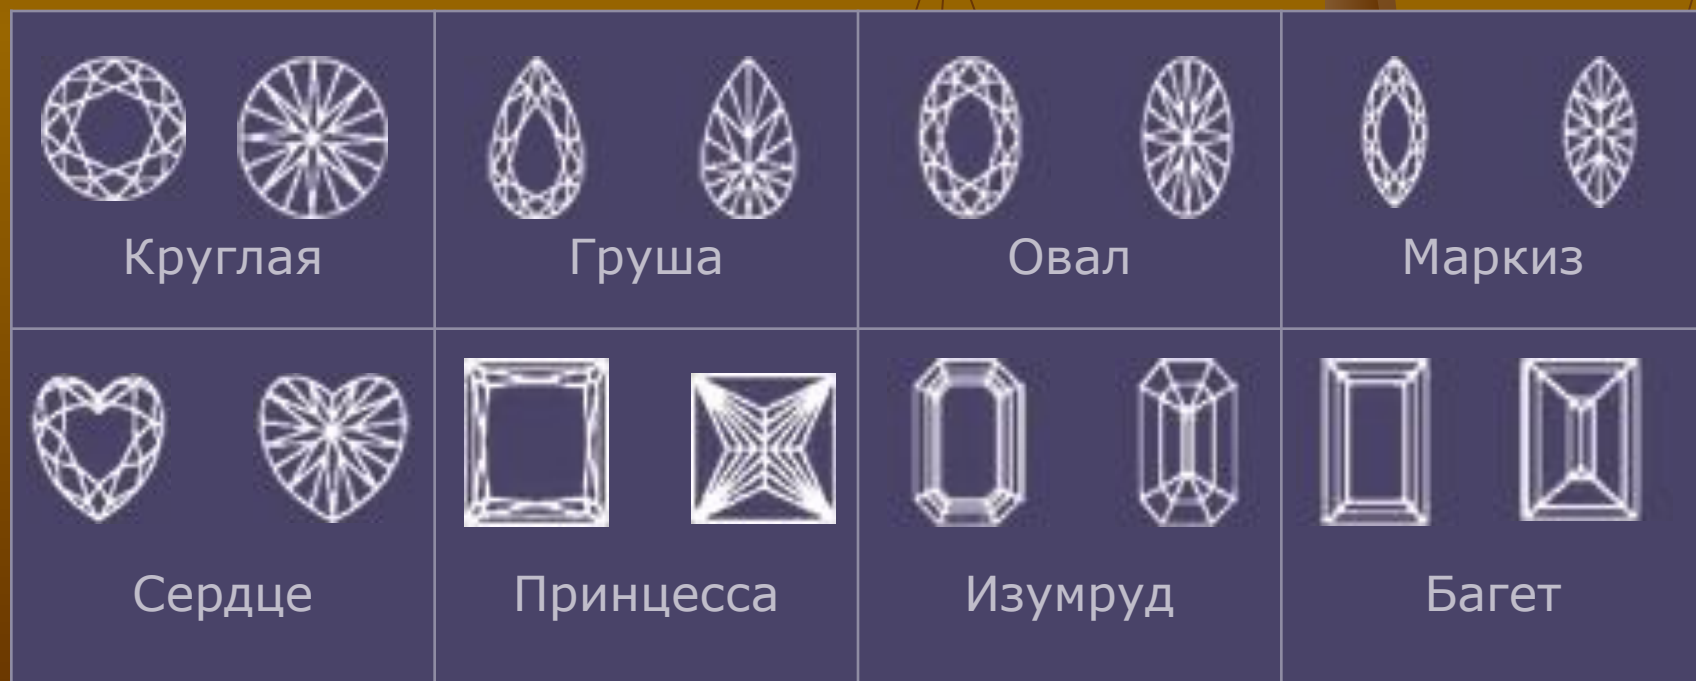 Круглая
Груша
Овал
Маркиз
Сердце
Принцесса
Изумруд
Багет